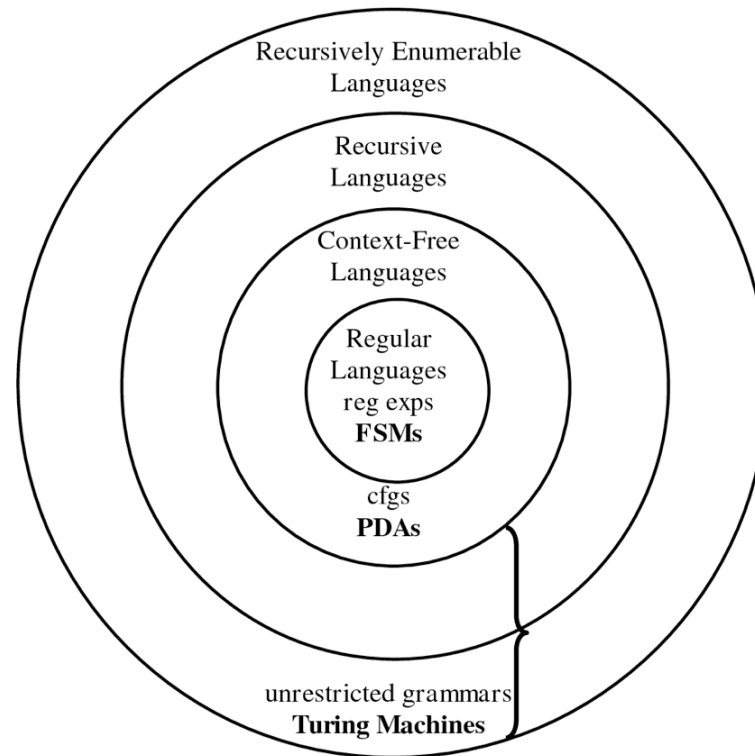 Recursively Enumerable
Languages
Recursive
Languages
Context-Free
Languages
Regular
Languages
reg exps
FSMs
cfgs
PDAs
unrestricted grammars
Turing Machines